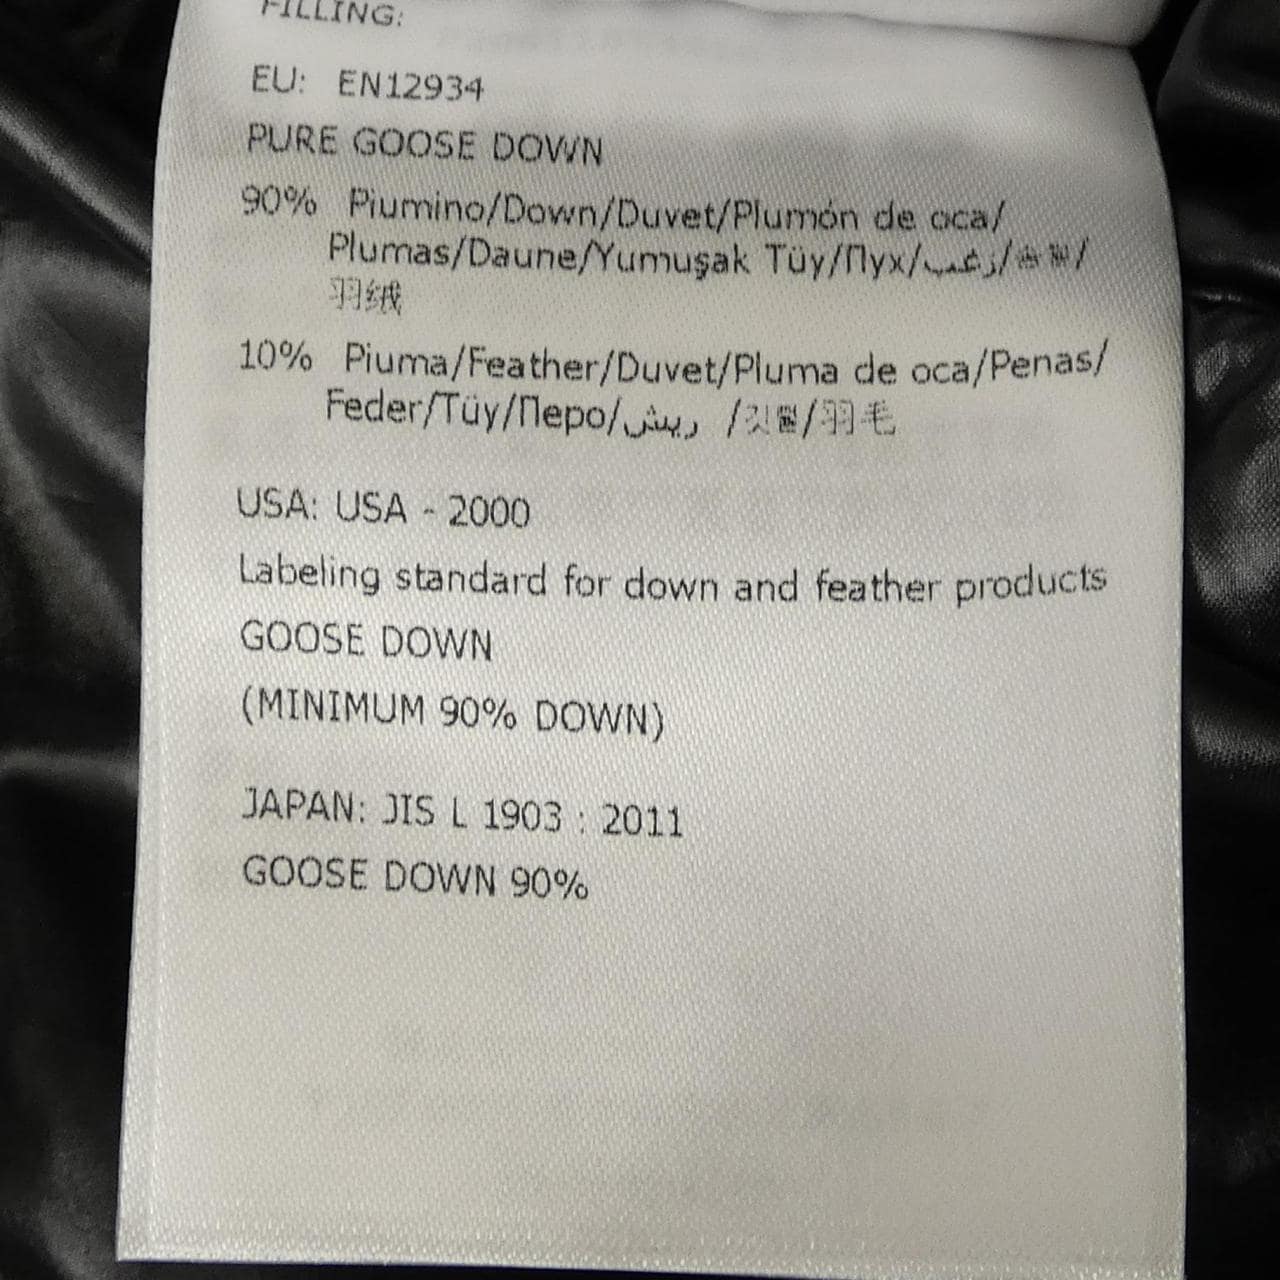 FILLING:
EU: EN12934
PURE GOOSE DOWN
90% Piumino/Down/Duvet/Plumón de oca/
Plumas/Daune/Yumuşak Tüy/Пух/زغب/솜털/
羽绒
10% Piuma/Feather/Duvet/Pluma de oca/Penas/
Feder/Tüy/Перо/ريش /깃털/羽毛
USA: USA - 2000
Labeling standard for down and feather products
GOOSE DOWN
(MINIMUM 90% DOWN)
JAPAN: JIS L 1903 : 2011
GOOSE DOWN 90%